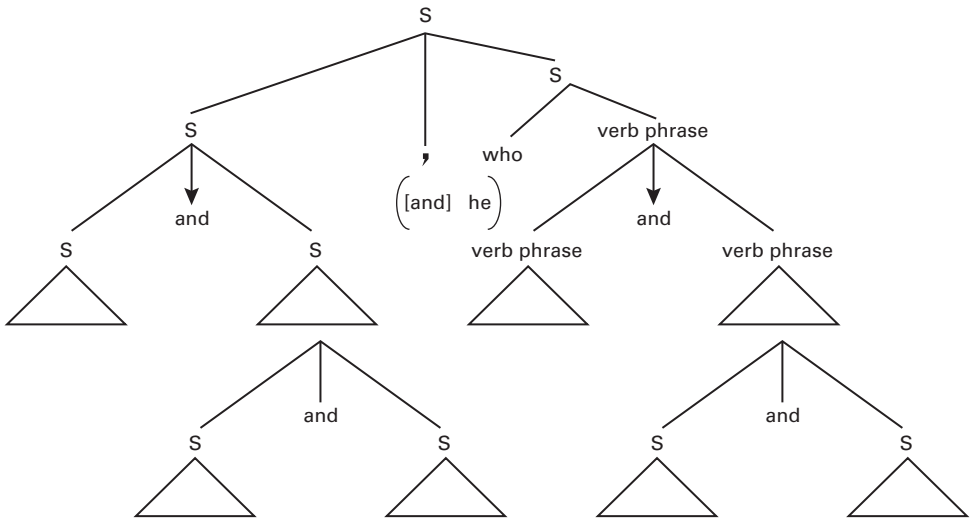 S
S
S verb phrase
, who
([and] he)
and and
S S verb phrase verb phrase
and and
S S S S